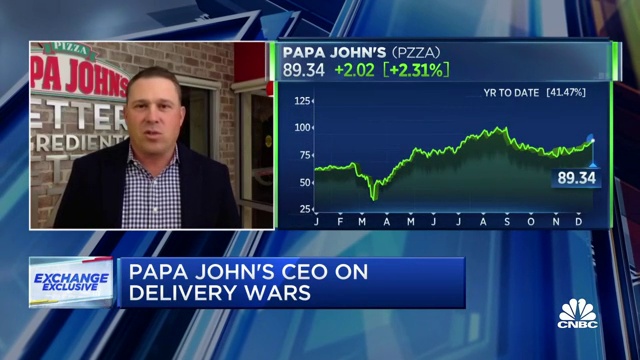 PIZZA
PA JOHNS
ETTER
REDIENT
PAPA JOHN'S (PZZA)
89.34 +2.02 [+2.31%]
YR TO DATE [41.47%]
125
100
75
50
25
89.34
J F M A M J J A S O N D
EXCHANGE
EXCLUSIVE
PAPA JOHN'S CEO ON
DELIVERY WARS
CNBC